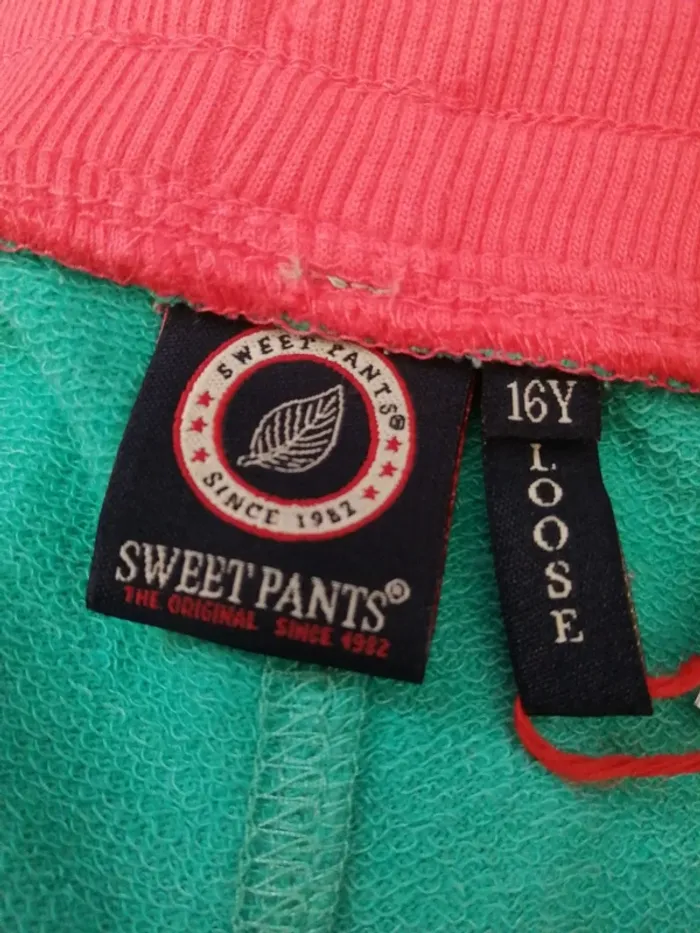 SWEET PANTS®
SINCE 1982
SWEET PANTS®
THE ORIGINAL SINCE 1982
16Y
LOOSE